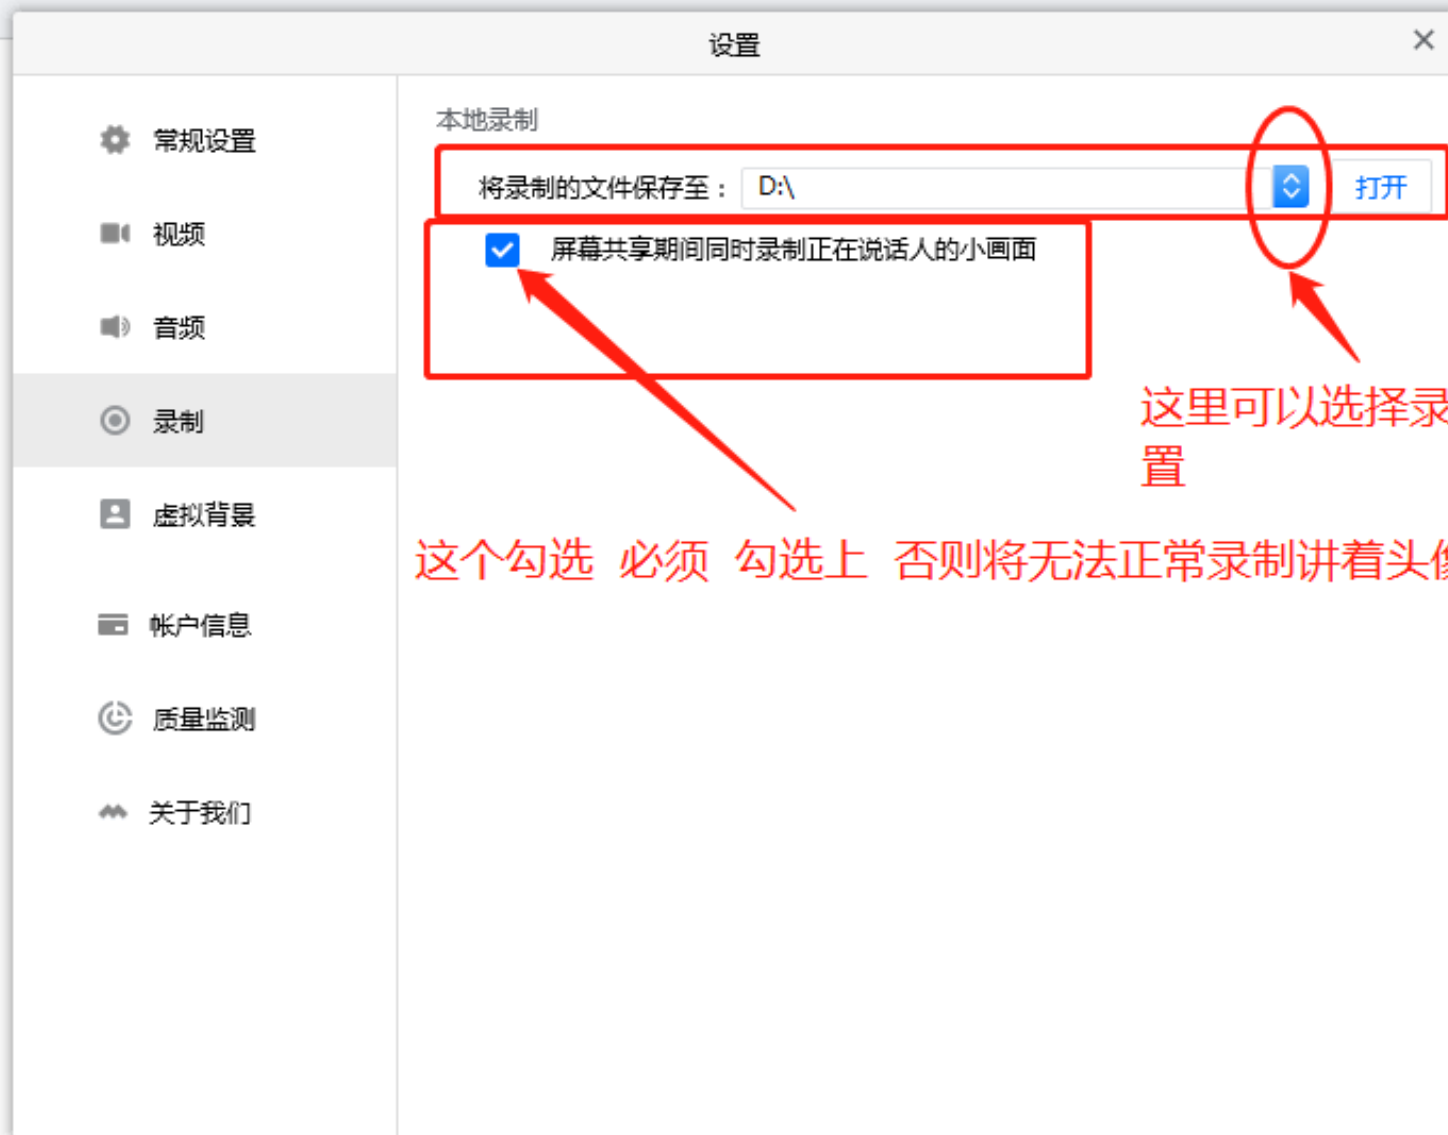 设置
常规设置
视频
音频
录制
虚拟背景
帐户信息
质量监测
关于我们
本地录制
将录制的文件保存至： D:\ 打开
屏幕共享期间同时录制正在说话人的小画面
这里可以选择录
置
这个勾选 必须 勾选上 否则将无法正常录制讲着头像